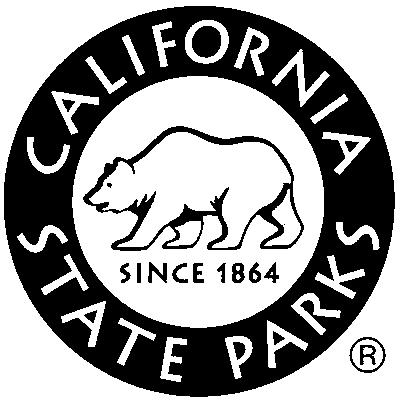 CALIFORNIA
SINCE 1864
STATE PARKS
®